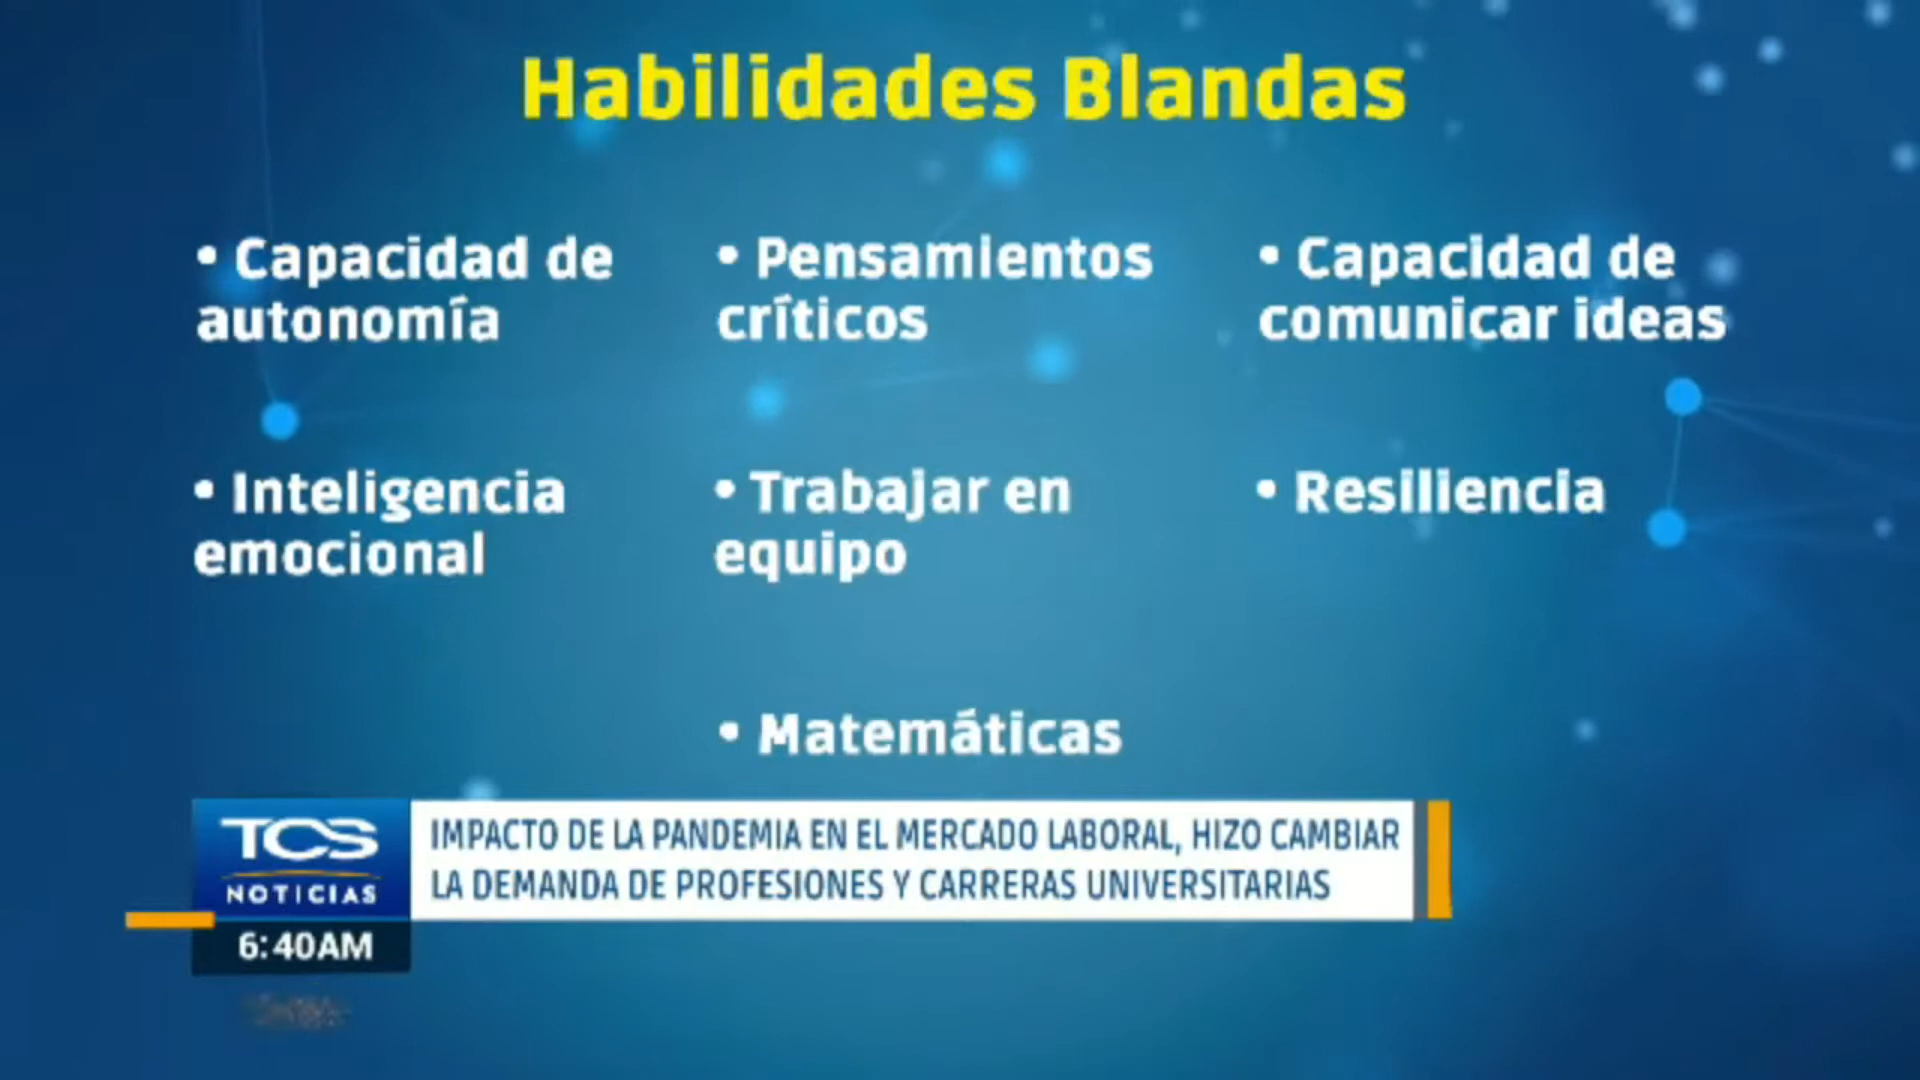 Habilidades Blandas
• Capacidad de
autonomía
• Pensamientos
críticos
• Capacidad de
comunicar ideas
• Inteligencia
emocional
• Trabajar en
equipo
• Resiliencia
• Matemáticas
TCS
NOTICIAS
IMPACTO DE LA PANDEMIA EN EL MERCADO LABORAL, HIZO CAMBIAR
LA DEMANDA DE PROFESIONES Y CARRERAS UNIVERSITARIAS
6:40AM